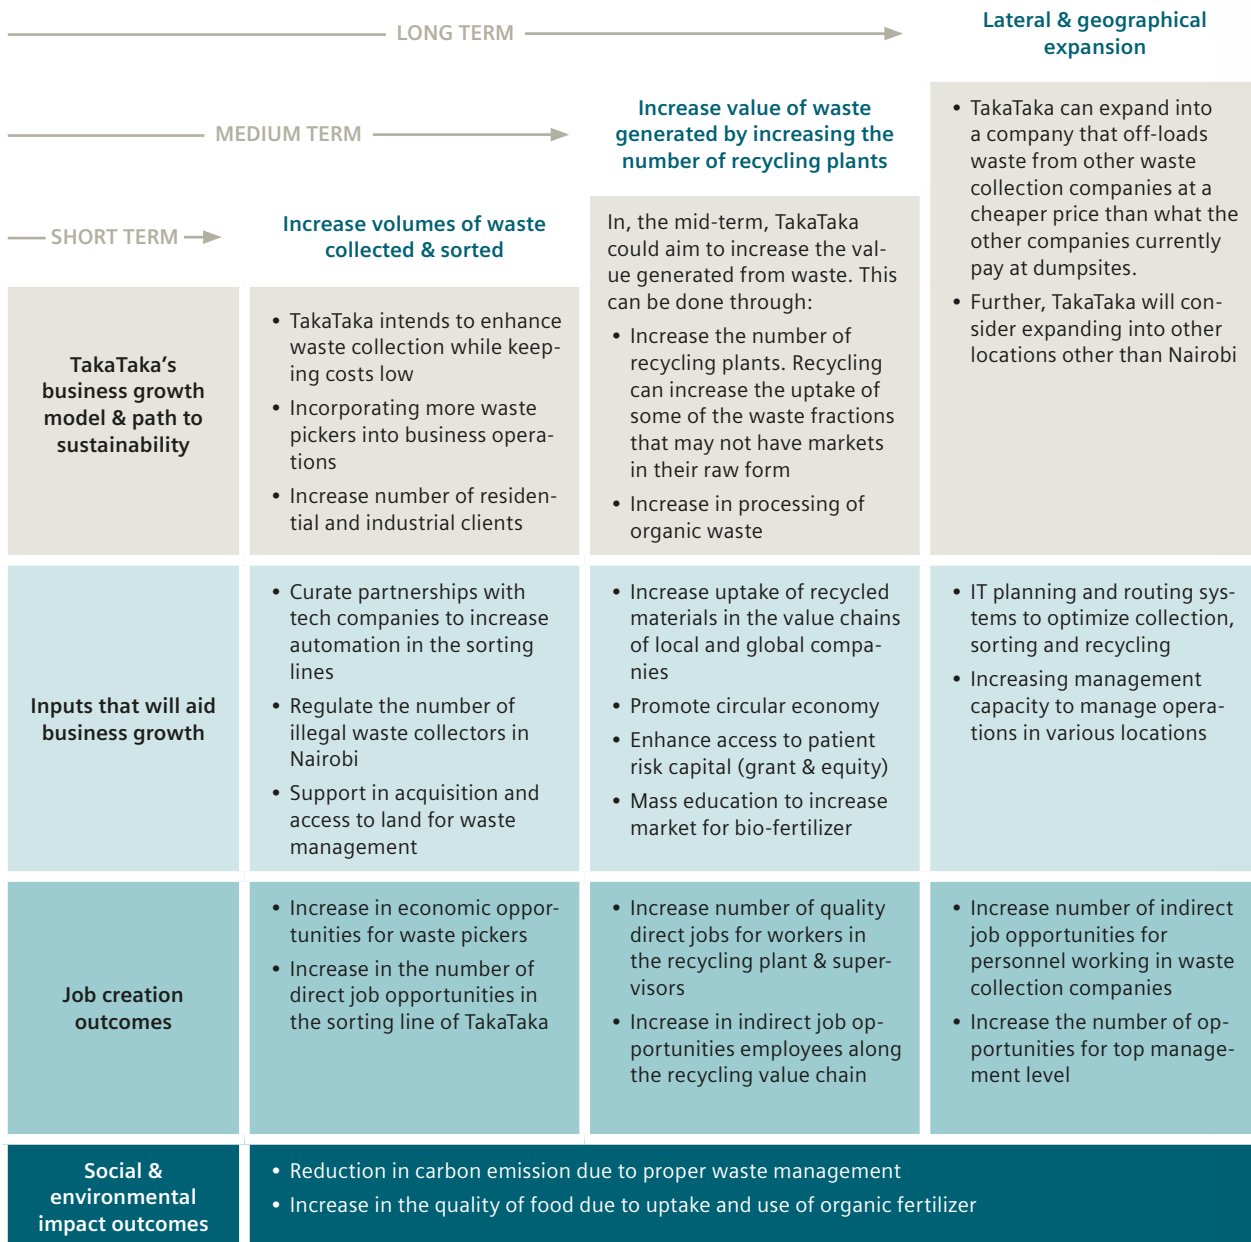 LONG TERM
Lateral & geographical
expansion
MEDIUM TERM
Increase value of waste
generated by increasing the
number of recycling plants
SHORT TERM
Increase volumes of waste
collected & sorted
TakaTaka's
business growth
model & path to
sustainability
• TakaTaka intends to enhance
waste collection while keep-
ing costs low
• Incorporating more waste
pickers into business opera-
tions
• Increase number of residen-
tial and industrial clients
In, the mid-term, TakaTaka
could aim to increase the val-
ue generated from waste. This
can be done through:
• Increase the number of
recycling plants. Recycling
can increase the uptake of
some of the waste fractions
that may not have markets
in their raw form
• Increase in processing of
organic waste
• TakaTaka can expand into
a company that off-loads
waste from other waste
collection companies at a
cheaper price than what the
other companies currently
pay at dumpsites.
• Further, TakaTaka will con-
sider expanding into other
locations other than Nairobi
Inputs that will aid
business growth
• Curate partnerships with
tech companies to increase
automation in the sorting
lines
• Regulate the number of
illegal waste collectors in
Nairobi
• Support in acquisition and
access to land for waste
management
• Increase uptake of recycled
materials in the value chains
of local and global compa-
nies
• Promote circular economy
• Enhance access to patient
risk capital (grant & equity)
• Mass education to increase
market for bio-fertilizer
• IT planning and routing sys-
tems to optimize collection,
sorting and recycling
• Increasing management
capacity to manage opera-
tions in various locations
Job creation
outcomes
• Increase in economic oppor-
tunities for waste pickers
• Increase in the number of
direct job opportunities in
the sorting line of TakaTaka
• Increase number of quality
direct jobs for workers in
the recycling plant & super-
visors
• Increase in indirect job op-
portunities employees along
the recycling value chain
• Increase number of indirect
job opportunities for
personnel working in waste
collection companies
• Increase the number of op-
portunities for top manage-
ment level
Social &
environmental
impact outcomes
• Reduction in carbon emission due to proper waste management
• Increase in the quality of food due to uptake and use of organic fertilizer